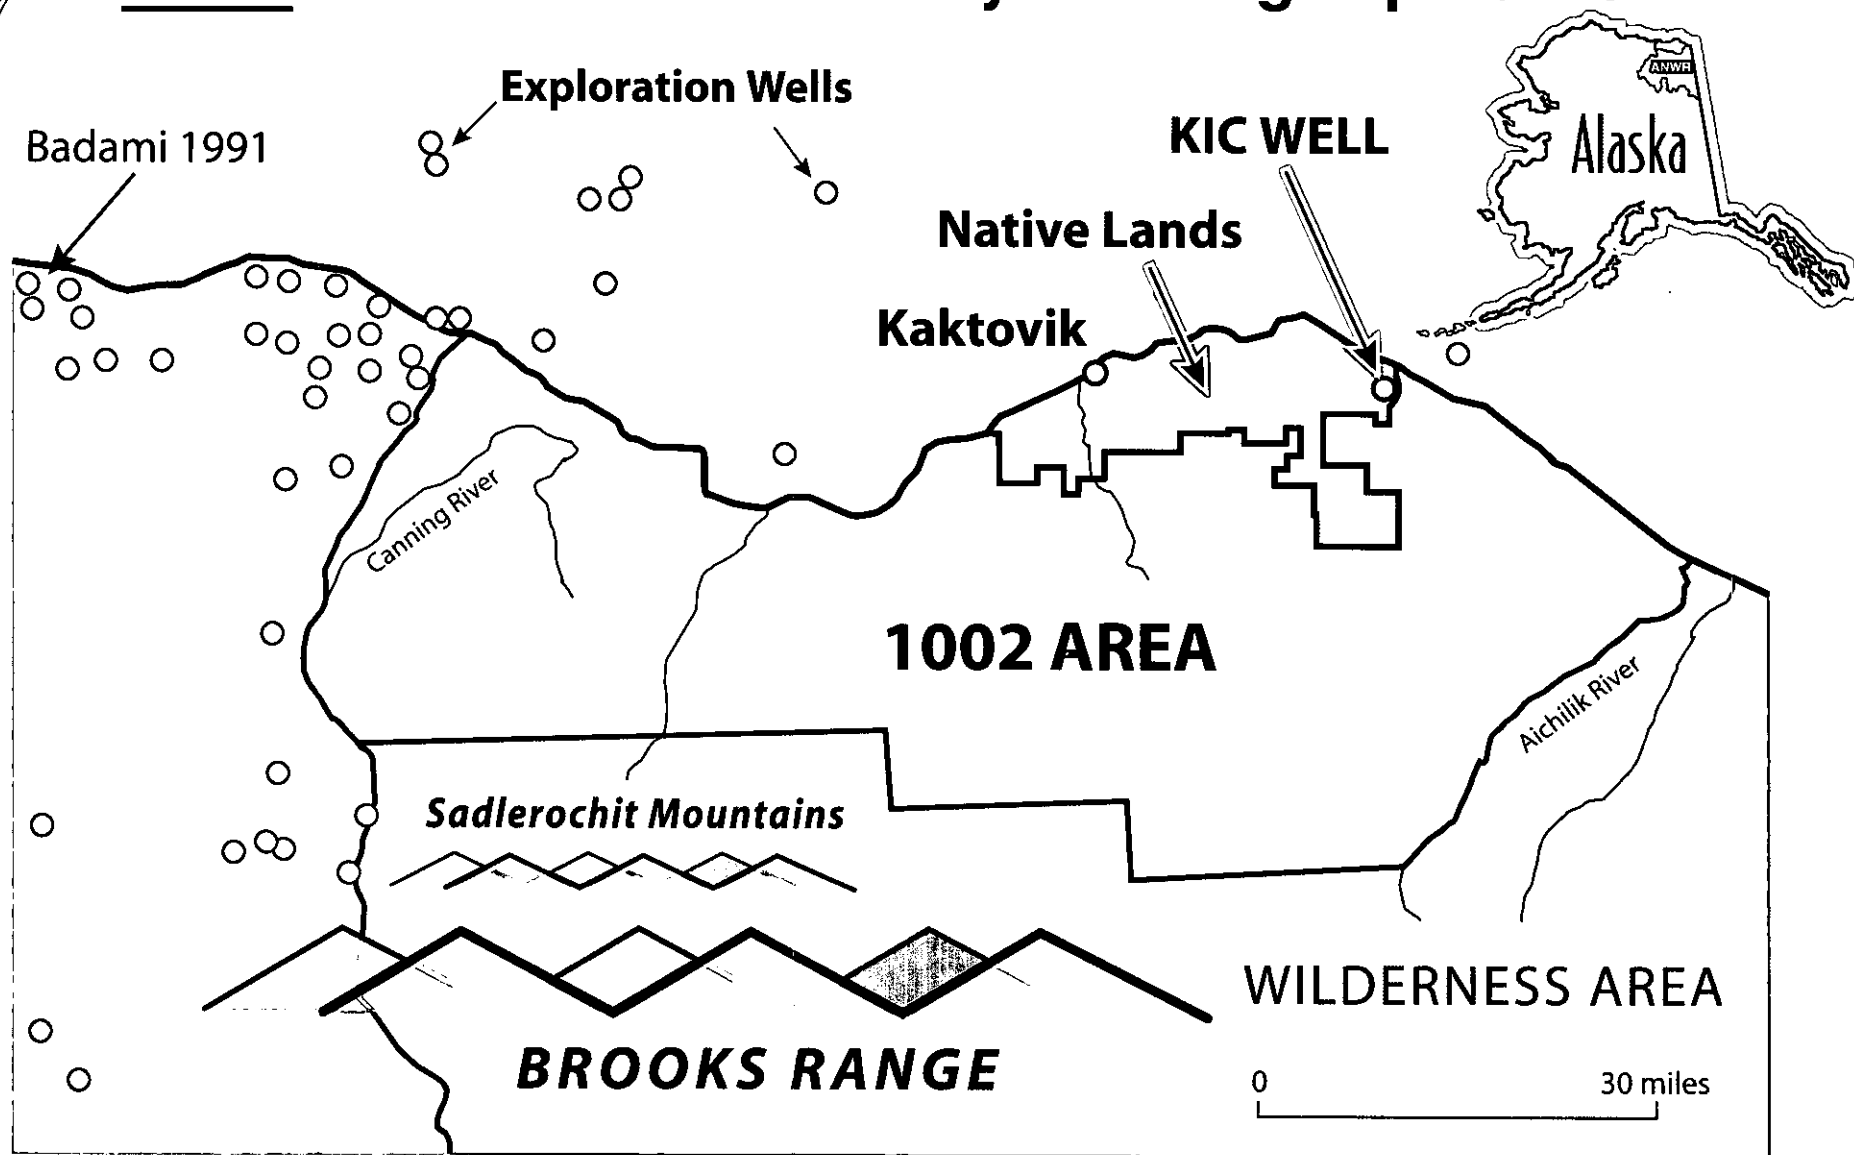 Exploration Wells
Badami 1991
KIC WELL
ANWR
Alaska
Native Lands
Kaktovik
Canning River
1002 AREA
Aichilik River
Sadlerochit Mountains
WILDERNESS AREA
BROOKS RANGE
0 30 miles